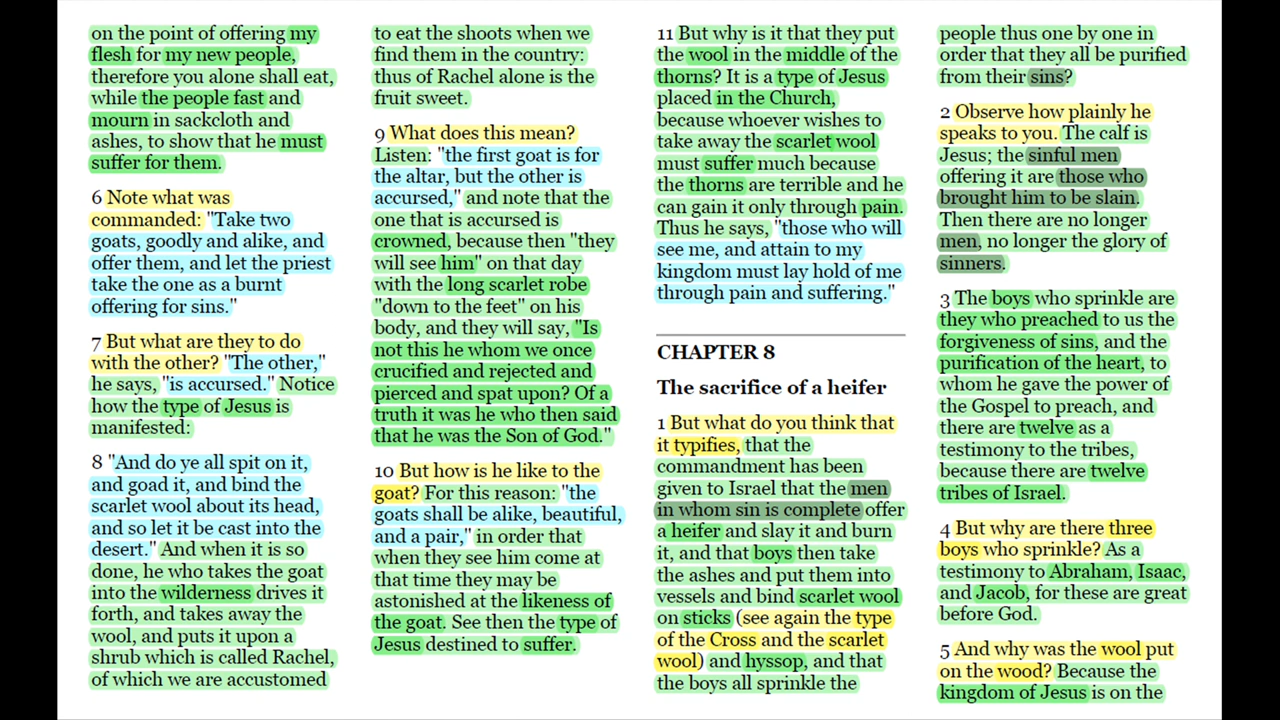 on the point of offering my
flesh for my new people,
therefore you alone shall eat,
while the people fast and
mourn in sackcloth and
ashes, to show that he must
suffer for them.
6 Note what was
commanded: "Take two
goats, goodly and alike, and
offer them, and let the priest
take the one as a burnt
offering for sins."
7 But what are they to do
with the other? "The other,"
he says, "is accursed." Notice
how the type of Jesus is
manifested:
8 "And do ye all spit on it,
and goad it, and bind the
scarlet wool about its head,
and so let it be cast into the
desert." And when it is so
done, he who takes the goat
into the wilderness drives it
forth, and takes away the
wool, and puts it upon a
shrub which is called Rachel,
of which we are accustomed
to eat the shoots when we
find them in the country:
thus of Rachel alone is the
fruit sweet.
9 What does this mean?
Listen: "the first goat is for
the altar, but the other is
accursed," and note that the
one that is accursed is
crowned, because then "they
will see him" on that day
with the long scarlet robe
"down to the feet" on his
body, and they will say, "Is
not this he whom we once
crucified and rejected and
pierced and spat upon? Of a
truth it was he who then said
that he was the Son of God."
10 But how is he like to the
goat? For this reason: "the
goats shall be alike, beautiful,
and a pair," in order that
when they see him come at
that time they may be
astonished at the likeness of
the goat. See then the type of
Jesus destined to suffer.
11 But why is it that they put
the wool in the middle of the
thorns? It is a type of Jesus
placed in the Church,
because whoever wishes to
take away the scarlet wool
must suffer much because
the thorns are terrible and he
can gain it only through pain.
Thus he says, "those who will
see me, and attain to my
kingdom must lay hold of me
through pain and suffering."
CHAPTER 8
The sacrifice of a heifer
1 But what do you think that
it typifies, that the
commandment has been
given to Israel that the men
in whom sin is complete offer
a heifer and slay it and burn
it, and that boys then take
the ashes and put them into
vessels and bind scarlet wool
on sticks (see again the type
of the Cross and the scarlet
wool) and hyssop, and that
the boys all sprinkle the
people thus one by one in
order that they all be purified
from their sins?
2 Observe how plainly he
speaks to you. The calf is
Jesus; the sinful men
offering it are those who
brought him to be slain.
Then there are no longer
men, no longer the glory of
sinners.
3 The boys who sprinkle are
they who preached to us the
forgiveness of sins, and the
purification of the heart, to
whom he gave the power of
the Gospel to preach, and
there are twelve as a
testimony to the tribes,
because there are twelve
tribes of Israel.
4 But why are there three
boys who sprinkle? As a
testimony to Abraham, Isaac,
and Jacob, for these are great
before God.
5 And why was the wool put
on the wood? Because the
kingdom of Jesus is on the